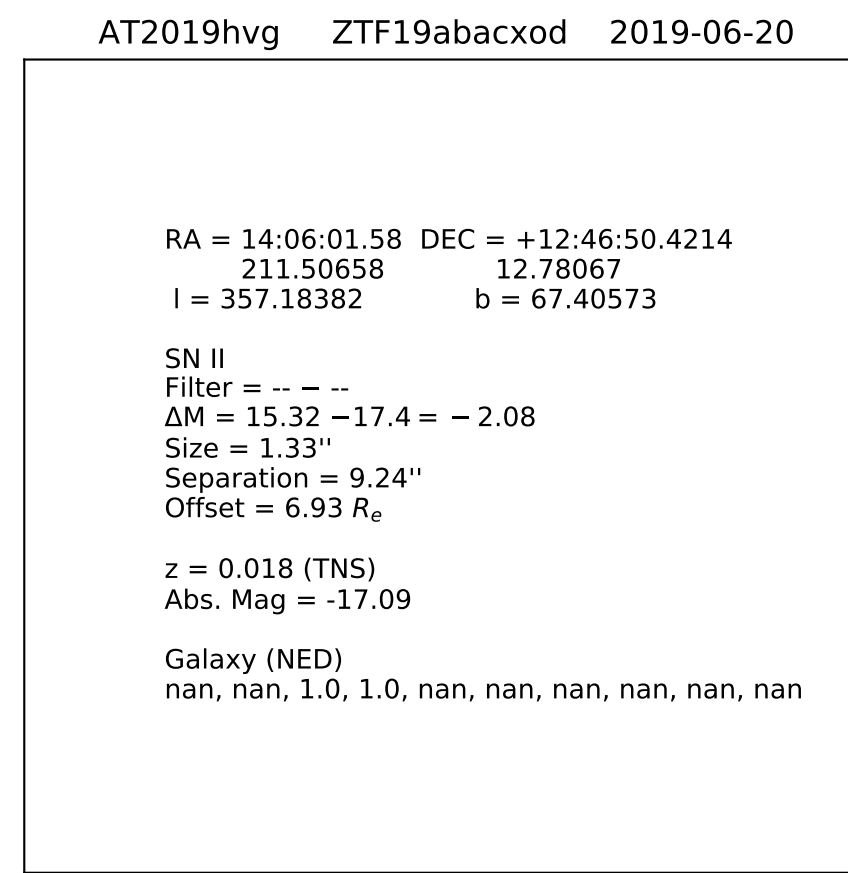 AT2019hvg ZTF19abacxod 2019-06-20
RA = 14:06:01.58 DEC = +12:46:50.4214
211.50658 12.78067
l = 357.18382 b = 67.40573
SN II
Filter = -- − --
ΔM = 15.32 −17.4 = − 2.08
Size = 1.33''
Separation = 9.24''
Offset = 6.93 Rₑ
z = 0.018 (TNS)
Abs. Mag = -17.09
Galaxy (NED)
nan, nan, 1.0, 1.0, nan, nan, nan, nan, nan, nan